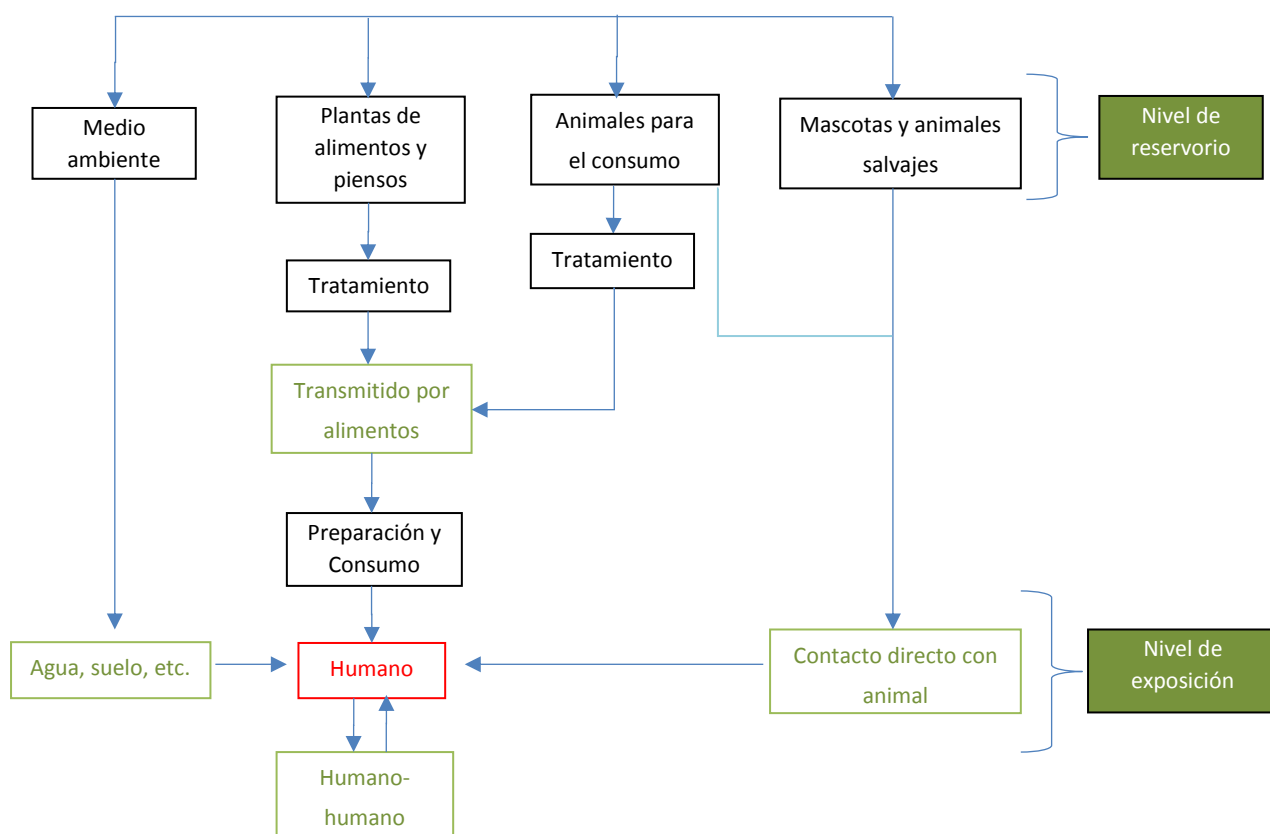 Medio
ambiente
Plantas de
alimentos y
piensos
Animales para
el consumo
Mascotas y animales
salvajes
Nivel de
reservorio
Tratamiento
Tratamiento
Transmitido por
alimentos
Preparación y
Consumo
Agua, suelo, etc.
Humano
Contacto directo con
animal
Nivel de
exposición
Humano-
humano